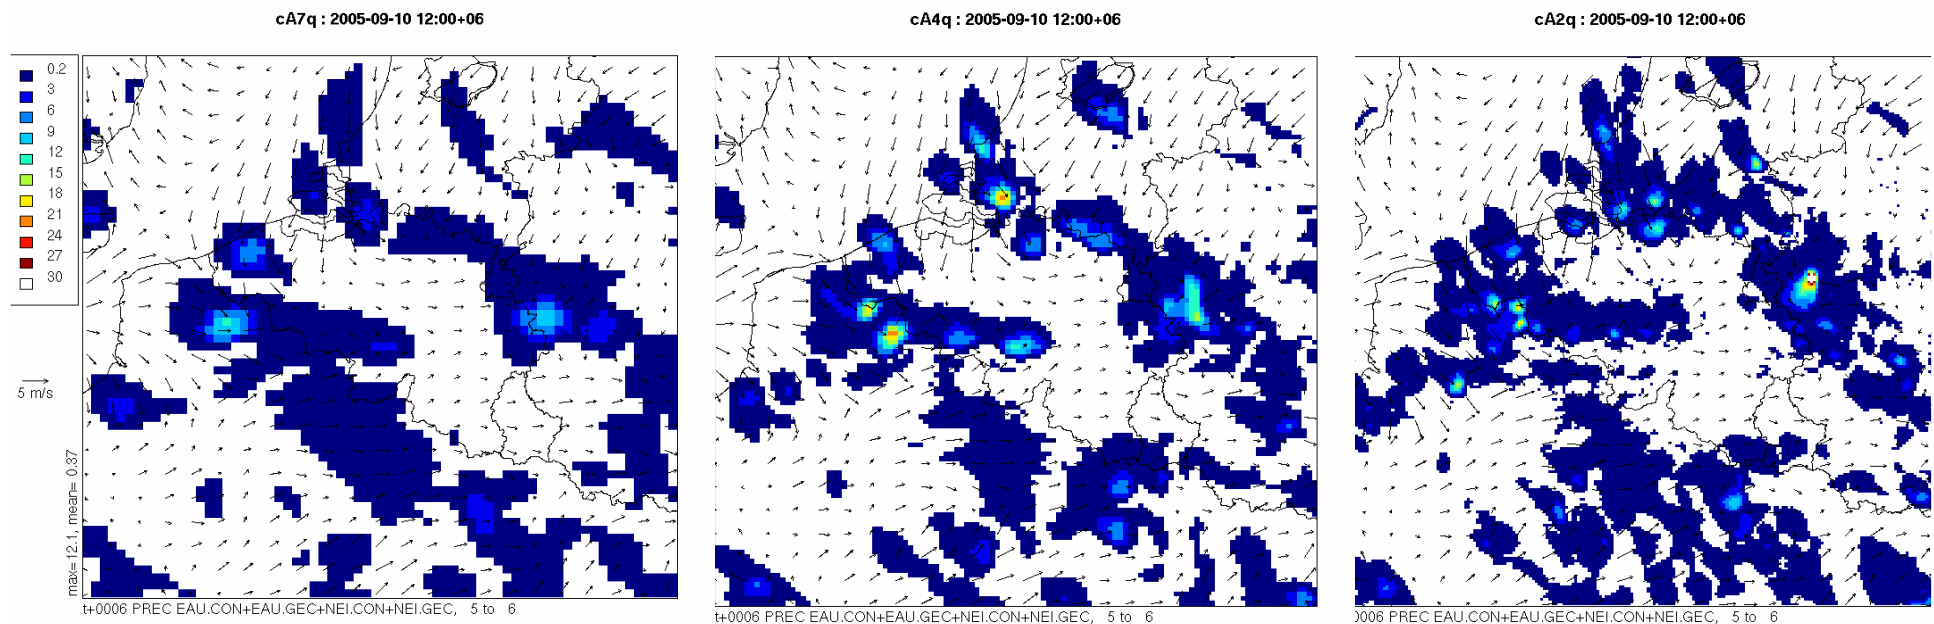 cA7q : 2005-09-10 12:00+06
cA4q : 2005-09-10 12:00+06
cA2q : 2005-09-10 12:00+06
0.2
3
6
9
12
15
18
21
24
27
30
5 m/s
max= 12.1, mean= 0.37
t+0006 PREC EAU.CON+EAU.GEC+NEI.CON+NEI.GEC, 5 to 6
t+0006 PREC EAU.CON+EAU.GEC+NEI.CON+NEI.GEC, 5 to 6
0006 PREC EAU.CON+EAU.GEC+NEI.CON+NEI.GEC, 5 to 6